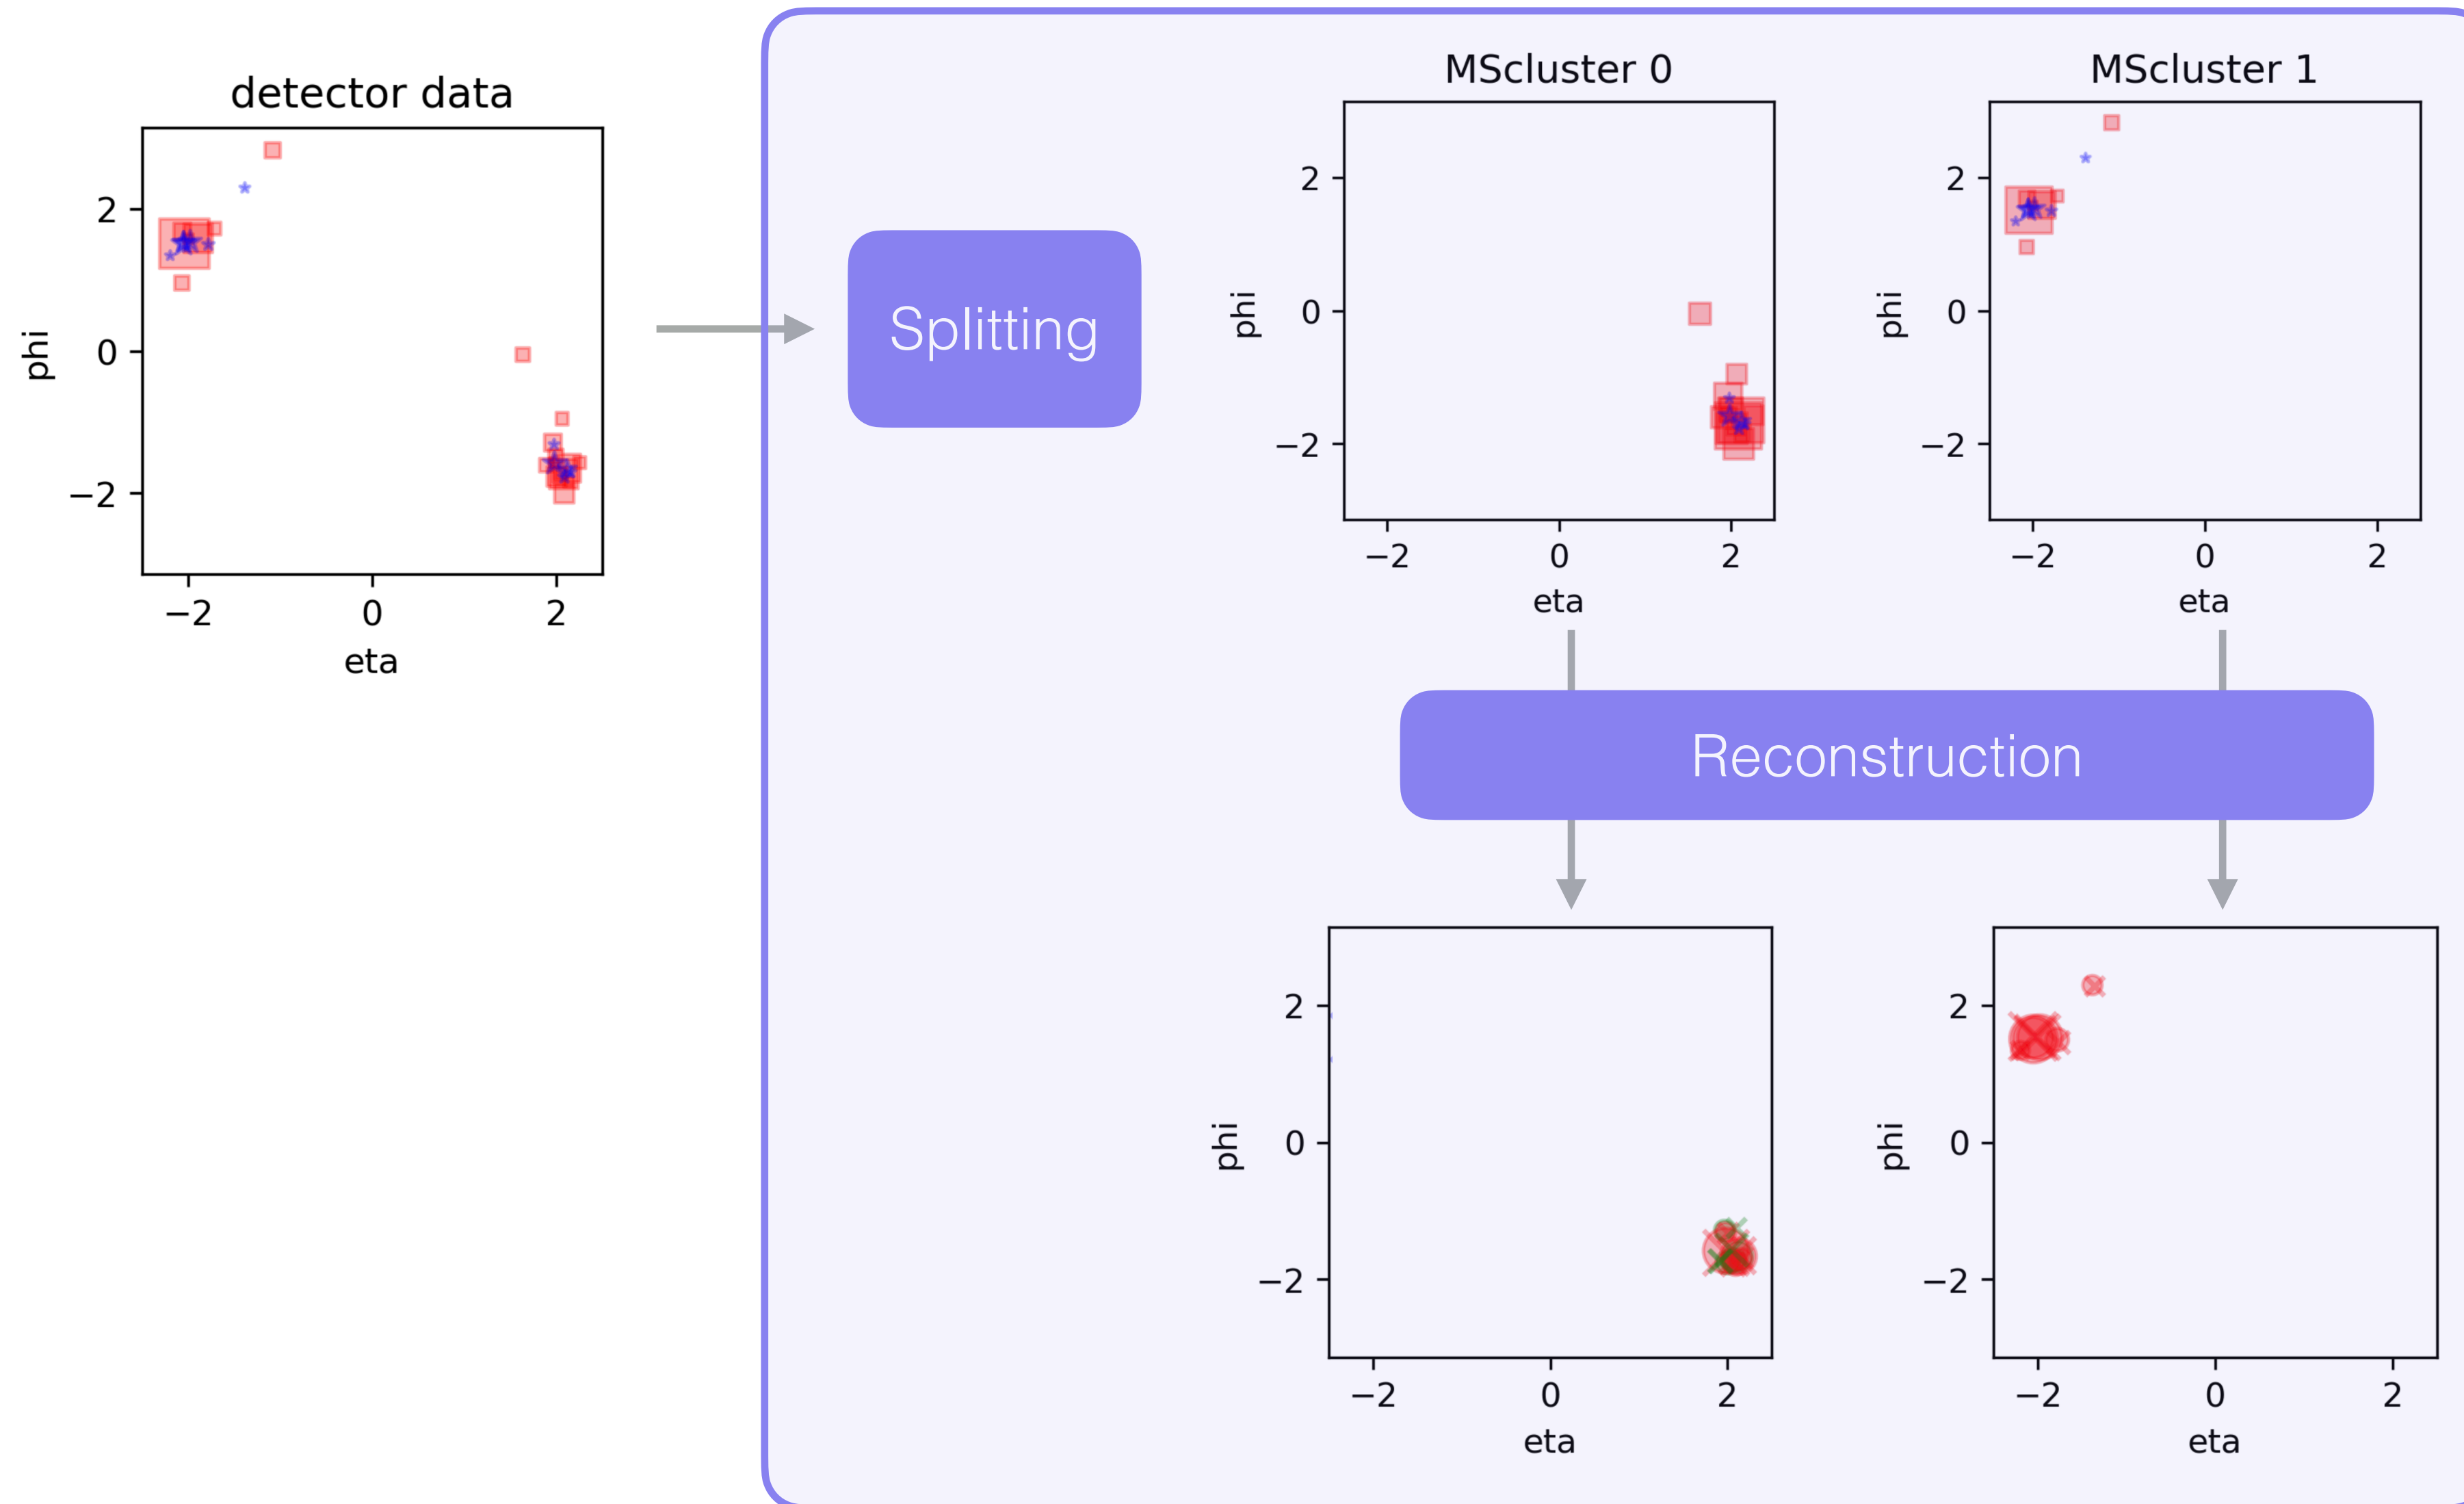 detector data
2
0
−2
phi
−2 0 2
eta
Splitting
MScluster 0
2
0
−2
phi
−2 0 2
eta
MScluster 1
2
0
−2
phi
−2 0 2
eta
Reconstruction
2
0
−2
phi
−2 0 2
eta
2
0
−2
phi
−2 0 2
eta